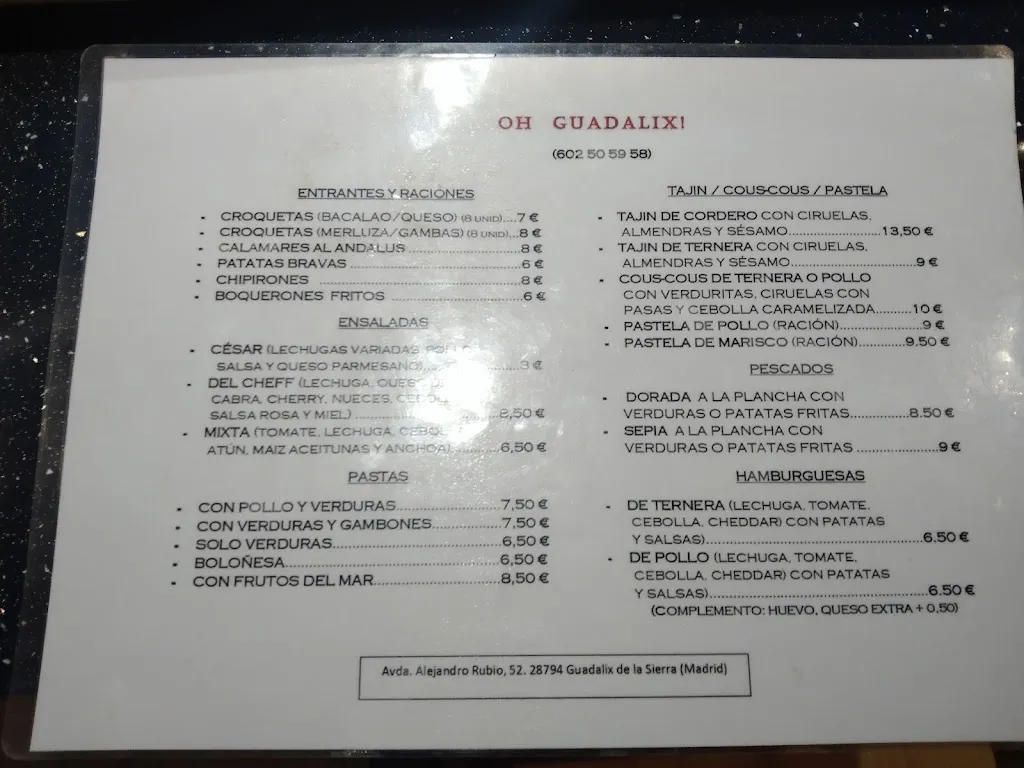 OH GUADALIX!
(602 50 59 58)
ENTRANTES Y RACIONES
- CROQUETAS (BACALAO/QUESO) (8 UNID)....7 €
- CROQUETAS (MERLUZA/GAMBAS) (8 UNID)...8 €
- CALAMARES AL ANDALUS ........8 €
- PATATAS BRAVAS ........6 €
- CHIPIRONES ........8 €
- BOQUERONES FRITOS ........6 €
ENSALADAS
- CÉSAR (LECHUGAS VARIADAS,
SALSA Y QUESO PARMESANO)........ €
- DEL CHEFF (LECHUGA,
CABRA, CHERRY, NUECES,
SALSA ROSA Y MIEL) ........8,50 €
- MIXTA (TOMATE, LECHUGA,
ATÚN, MAIZ ACEITUNAS Y ANCHOA)........6,50 €
PASTAS
- CON POLLO Y VERDURAS........7,50 €
- CON VERDURAS Y GAMBONES........7,50 €
- SOLO VERDURAS........6,50 €
- BOLOÑESA........6,50 €
- CON FRUTOS DEL MAR........8,50 €
TAJIN / COUS-COUS / PASTELA
- TAJIN DE CORDERO CON CIRUELAS,
ALMENDRAS Y SÉSAMO........13,50 €
- TAJIN DE TERNERA CON CIRUELAS,
ALMENDRAS Y SÉSAMO........9 €
- COUS-COUS DE TERNERA O POLLO
CON VERDURITAS, CIRUELAS CON
PASAS Y CEBOLLA CARAMELIZADA.........10 €
- PASTELA DE POLLO (RACIÓN)........9 €
- PASTELA DE MARISCO (RACIÓN)........9.50 €
PESCADOS
- DORADA A LA PLANCHA CON
VERDURAS O PATATAS FRITAS........8.50 €
- SEPIA A LA PLANCHA CON
VERDURAS O PATATAS FRITAS ........9 €
HAMBURGUESAS
- DE TERNERA (LECHUGA, TOMATE,
CEBOLLA, CHEDDAR) CON PATATAS
Y SALSAS)........6.50 €
- DE POLLO (LECHUGA, TOMATE,
CEBOLLA, CHEDDAR) CON PATATAS
Y SALSAS)........6.50 €
(COMPLEMENTO: HUEVO, QUESO EXTRA + 0,50)
Avda. Alejandro Rubio, 52. 28794 Guadalix de la Sierra (Madrid)